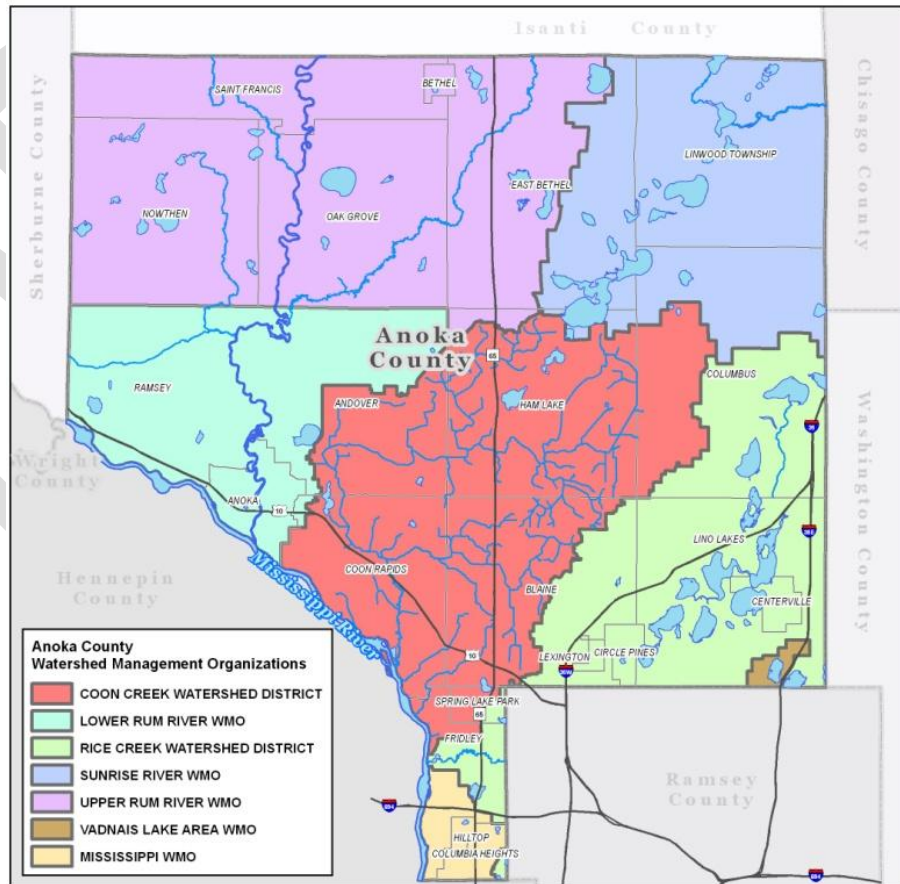 Isanti County
SAINT FRANCIS
BETHEL
Sherburne County
Chisago County
LINWOOD TOWNSHIP
EAST BETHEL
NOWTHEN
OAK GROVE
Anoka
County
65
RAMSEY
COLUMBUS
ANDOVER
HAM LAKE
Wright
County
35
Washington County
ANOKA
10
LINO LAKES
Mississippi River
COON RAPIDS
Hennepin
County
BLAINE
CENTERVILLE
LEXINGTON
CIRCLE PINES
10
35W
SPRING LAKE PARK
65
FRIDLEY
Ramsey
County
694
HILLTOP
COLUMBIA HEIGHTS
694
Anoka County
Watershed Management Organizations
COON CREEK WATERSHED DISTRICT
LOWER RUM RIVER WMO
RICE CREEK WATERSHED DISTRICT
SUNRISE RIVER WMO
UPPER RUM RIVER WMO
VADNAIS LAKE AREA WMO
MISSISSIPPI WMO